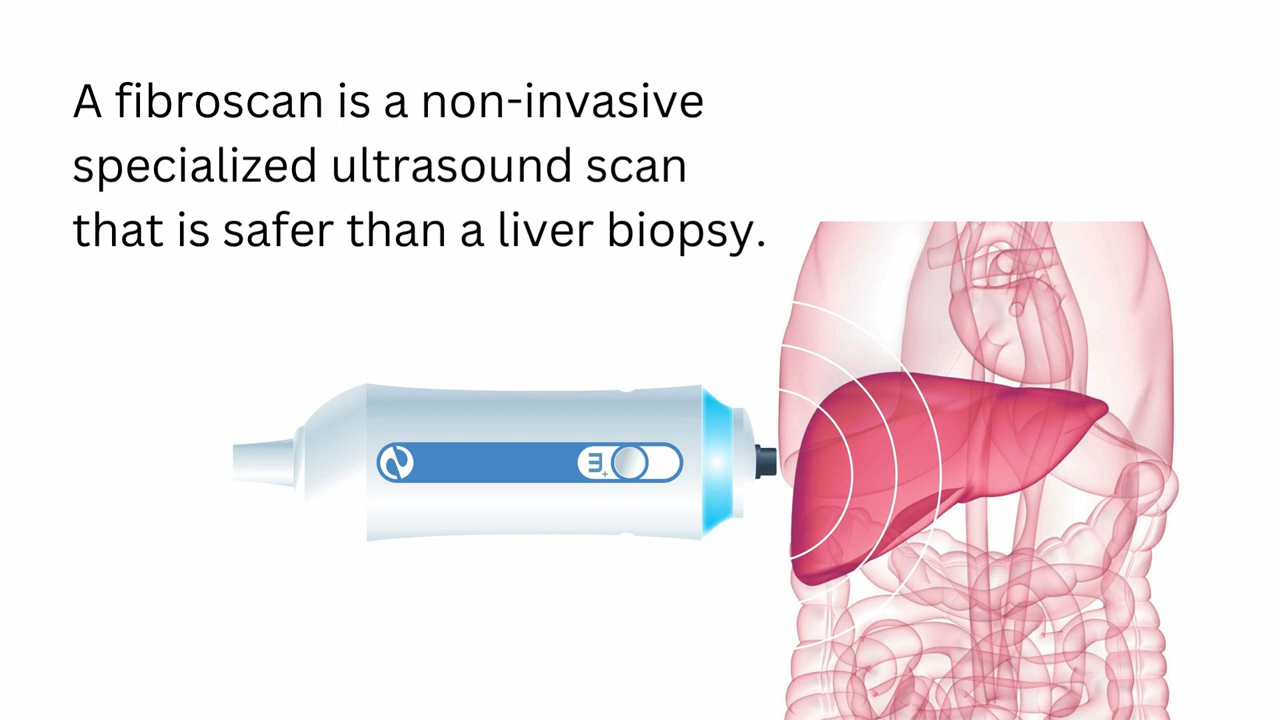 A fibroscan is a non-invasive
specialized ultrasound scan
that is safer than a liver biopsy.